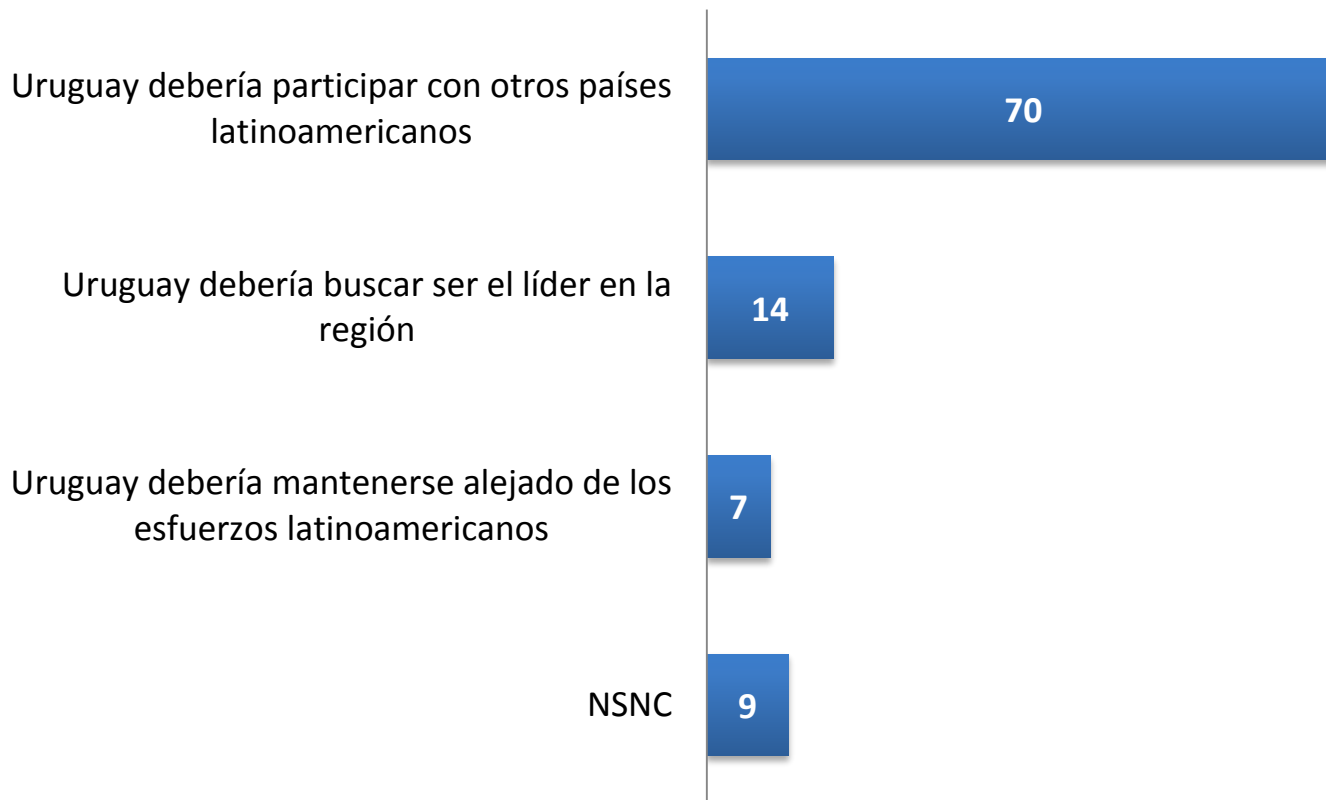 Uruguay debería participar con otros países
latinoamericanos
70
Uruguay debería buscar ser el líder en la
región
14
Uruguay debería mantenerse alejado de los
esfuerzos latinoamericanos
7
NSNC
9